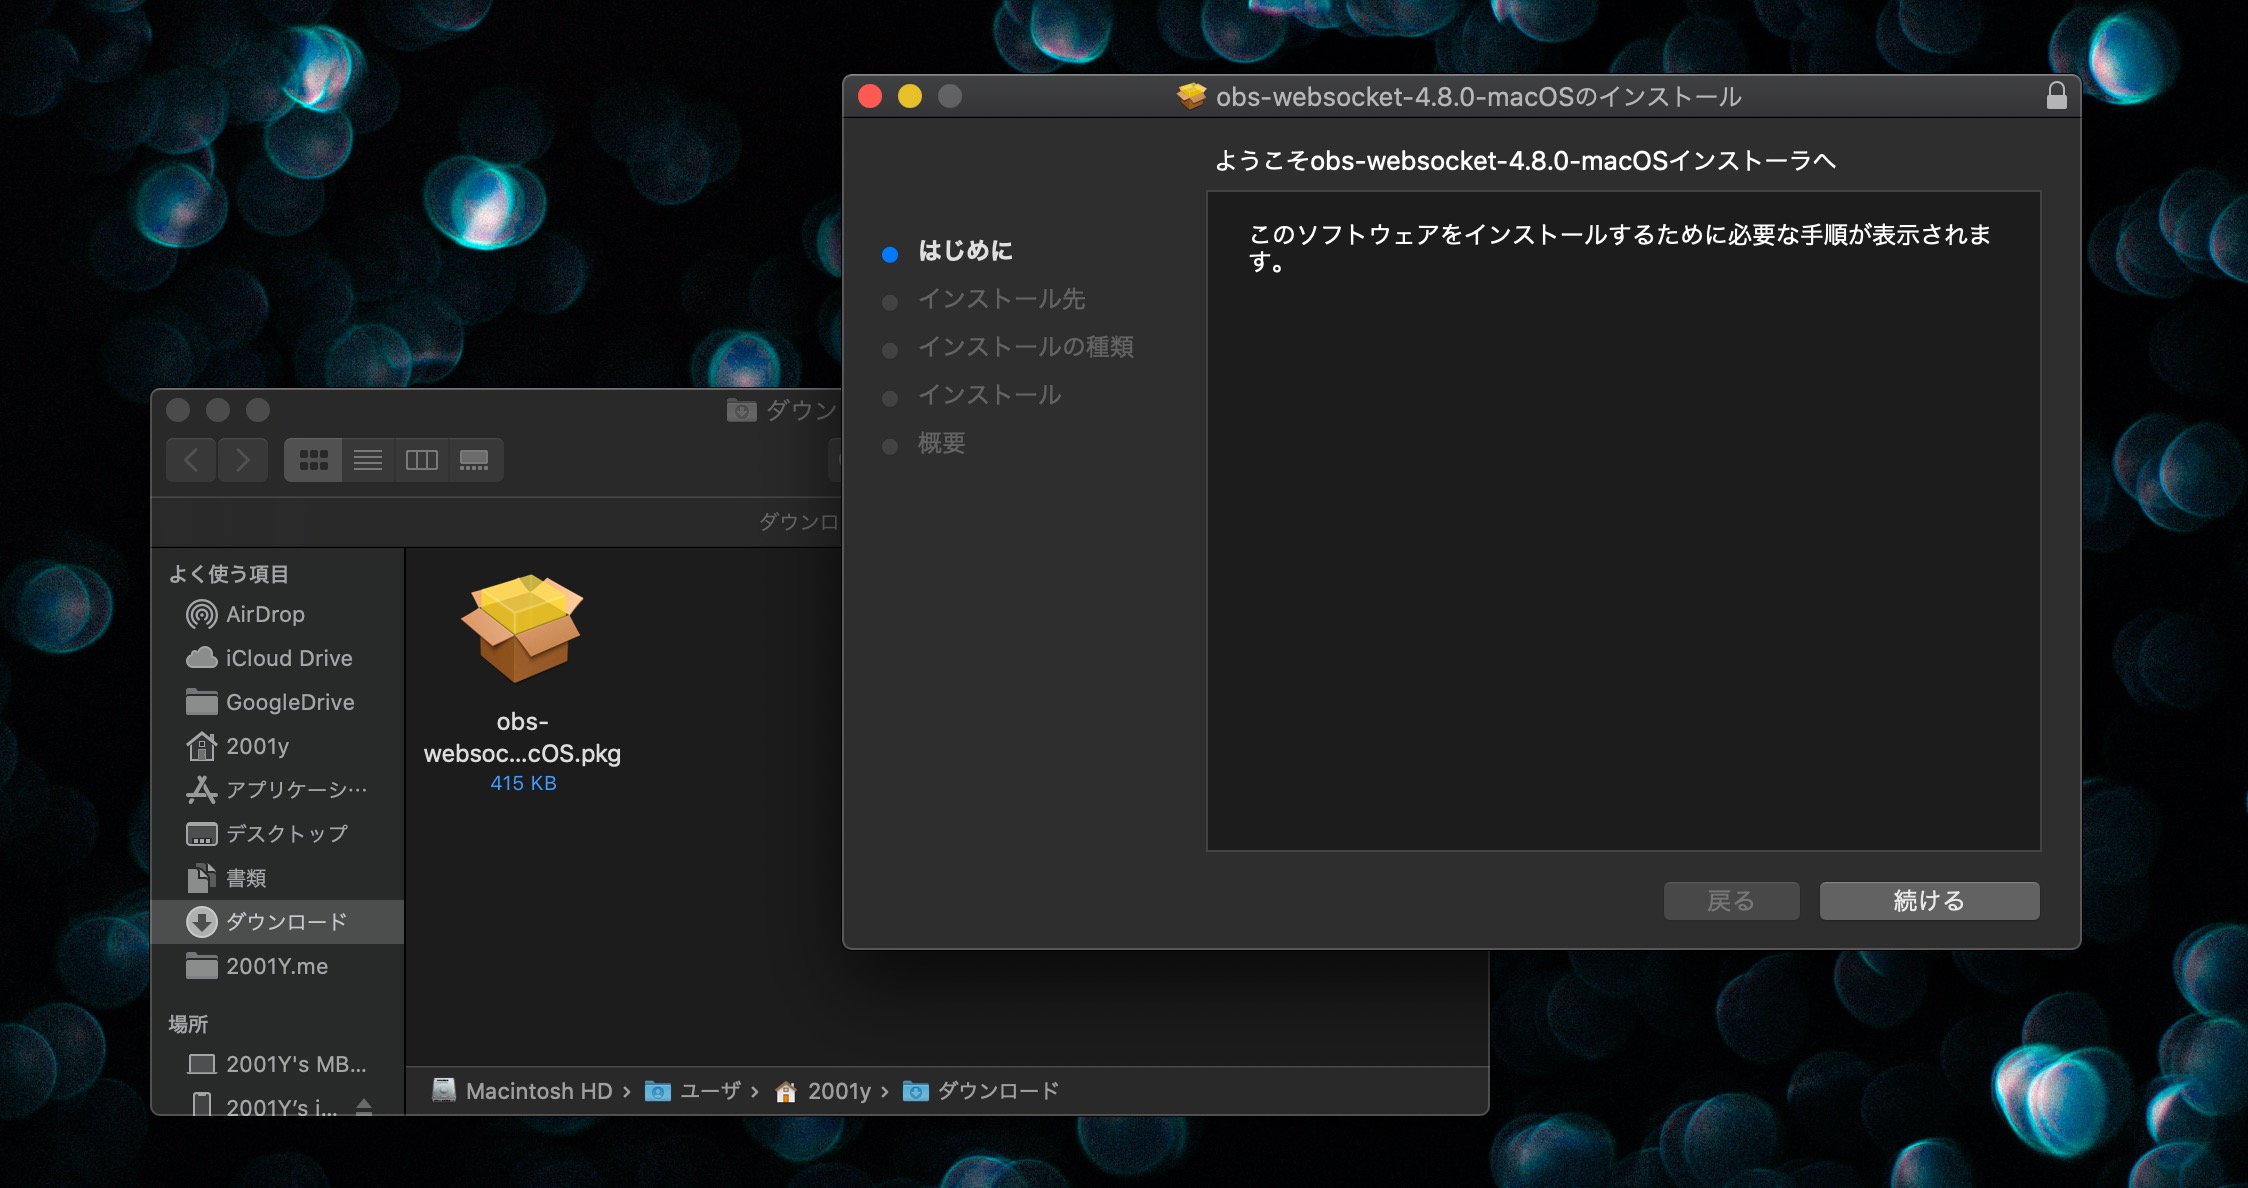 obs-websocket-4.8.0-macOSのインストール
ようこそobs-websocket-4.8.0-macOSインストーラへ
はじめに
インストール先
インストールの種類
インストール
概要
このソフトウェアをインストールするために必要な手順が表示されま
す。
戻る
続ける
ダウン
ダウンロ
よく使う項目
AirDrop
iCloud Drive
GoogleDrive
2001y
アプリケーシ…
デスクトップ
書類
ダウンロード
2001Y.me
場所
2001Y's MB...
2001Y’s i...
obs-
websoc...cOS.pkg
415 KB
Macintosh HD › ユーザ › 2001y › ダウンロード